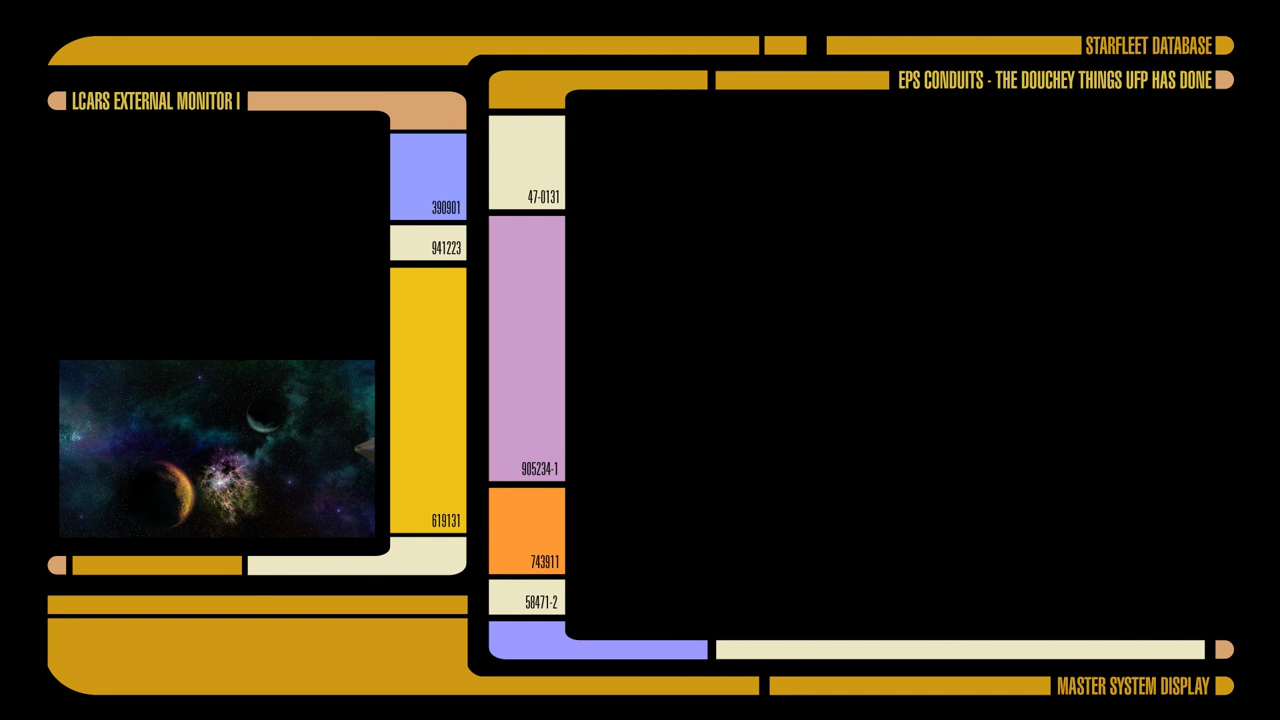 STARFLEET DATABASE
EPS CONDUITS - THE DOUCHEY THINGS UFP HAS DONE
LCARS EXTERNAL MONITOR I
390901
941223
619131
47-0131
905234-1
743911
58471-2
MASTER SYSTEM DISPLAY